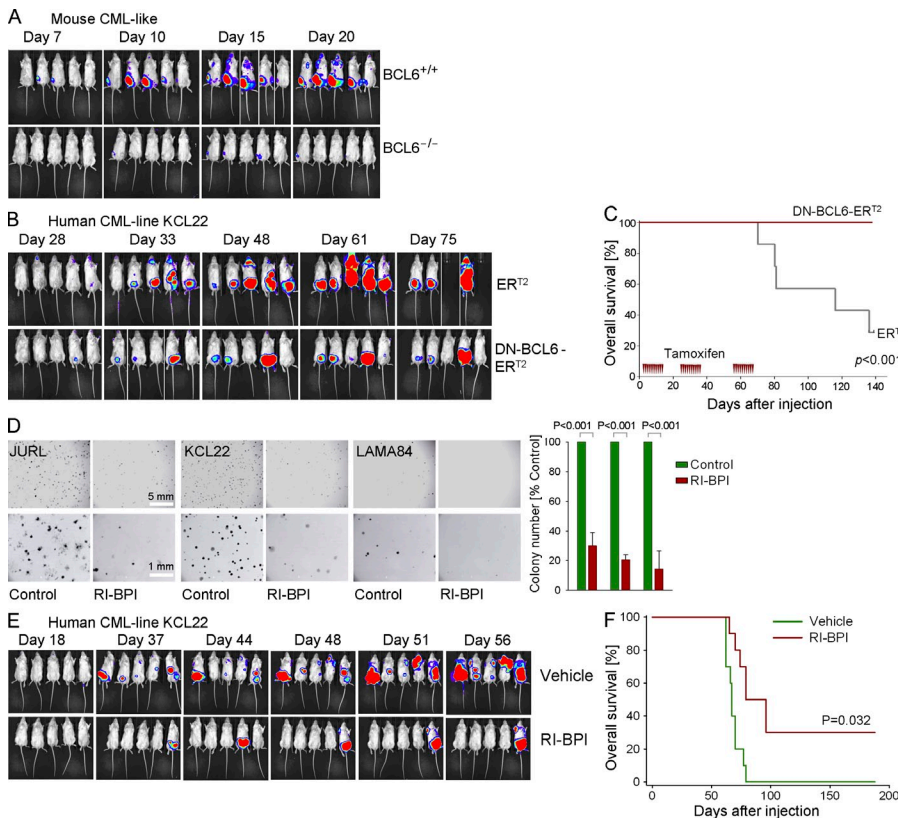 A
Mouse CML-like
Day 7 Day 10 Day 15 Day 20
BCL6+/+
BCL6−/−
B
Human CML-line KCL22
Day 28 Day 33 Day 48 Day 61 Day 75
ERT2
DN-BCL6-
ERT2
C
DN-BCL6-ERT2
Overall survival [%]
100
80
60
40
20
0
Tamoxifen
ERT
p<0.001
0 20 40 60 80 100 120 140
Days after injection
D
JURL KCL22 LAMA84
5 mm
1 mm
Control RI-BPI Control RI-BPI Control RI-BPI
P<0.001 P<0.001 P<0.001
Colony number [% Control]
100
80
60
40
20
0
Control
RI-BPI
E
Human CML-line KCL22
Day 18 Day 37 Day 44 Day 48 Day 51 Day 56
Vehicle
RI-BPI
F
Vehicle
RI-BPI
Overall survival [%]
100
80
60
40
20
0
P=0.032
0 50 100 150 200
Days after injection